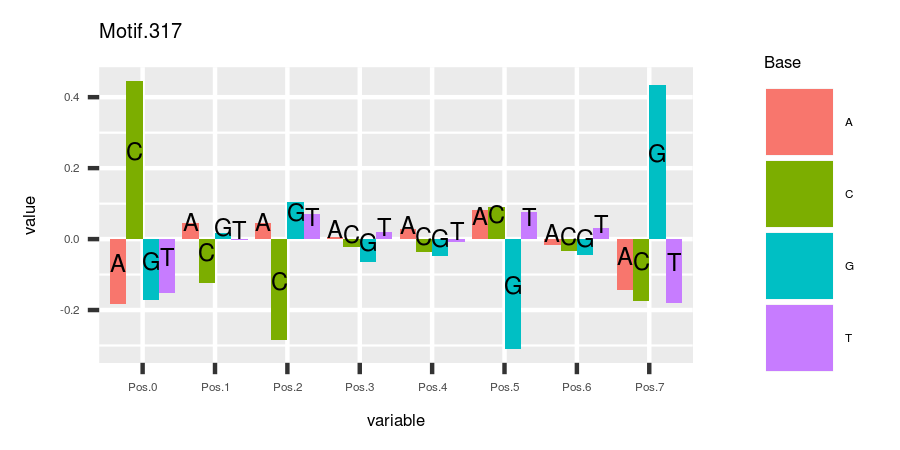 Motif.317
value
0.4
0.2
0.0
-0.2
A C G T A C G T A C G T A C G T A C G T A C G T A C G T A C G T
Pos.0 Pos.1 Pos.2 Pos.3 Pos.4 Pos.5 Pos.6 Pos.7
variable
Base
A
C
G
T